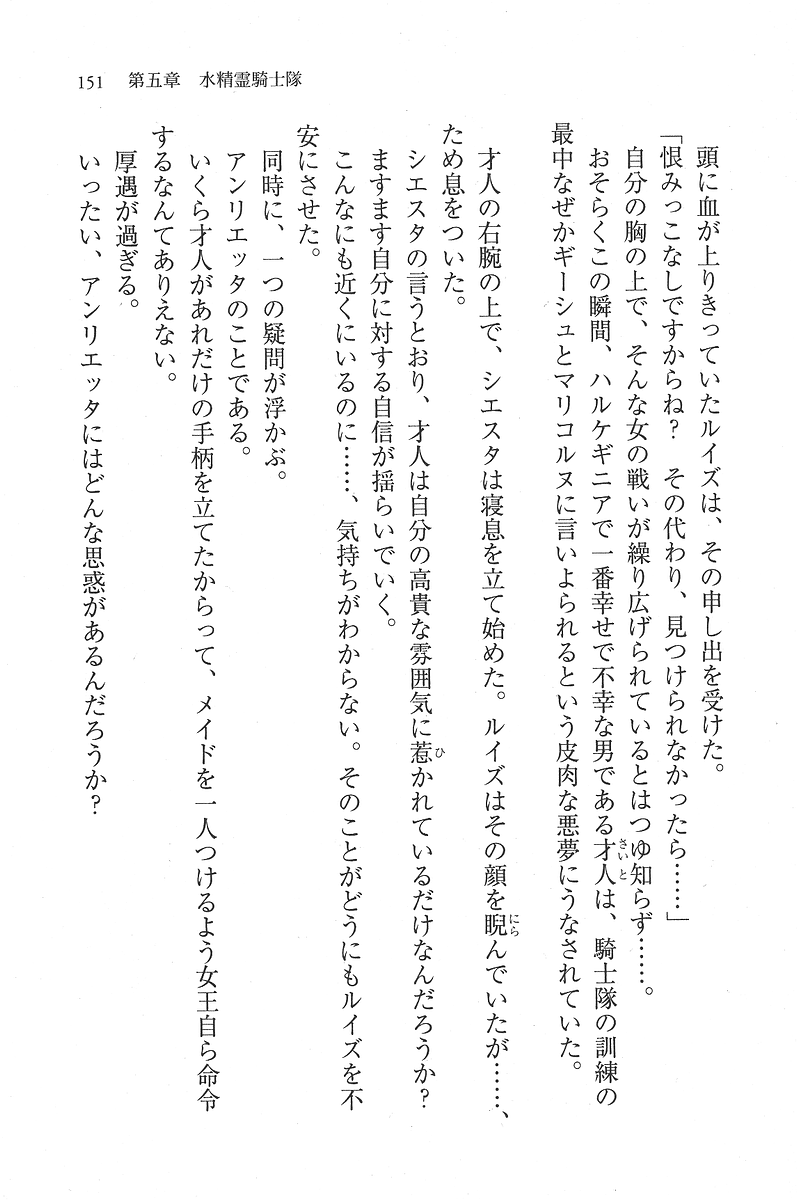 151　第五章　水精霊騎士隊
頭に血が上りきっていたルイズは、その申し出を受けた。
「恨みっこなしですからね？　その代わり、見つけられなかったら……」
自分の胸の上で、そんな女の戦いが繰り広げられているとはつゆ知らず……。
おそらくこの瞬間、ハルケギニアで一番幸せで不幸な男である才人は、騎士隊の訓練の
最中なぜかギーシュとマリコルヌに言いよられるという皮肉な悪夢にうなされていた。
才人の右腕の上で、シエスタは寝息を立て始めた。ルイズはその顔を睨んでいたが……、
ため息をついた。
シエスタの言うとおり、才人は自分の高貴な雰囲気に惹かれているだけなんだろうか？
ますます自分に対する自信が揺らいでいく。
こんなにも近くにいるのに……、気持ちがわからない。そのことがどうにもルイズを不
安にさせた。
同時に、一つの疑問が浮かぶ。
アンリエッタのことである。
いくら才人があれだけの手柄を立てたからって、メイドを一人つけるよう女王自ら命令
するなんてありえない。
厚遇が過ぎる。
いったい、アンリエッタにはどんな思惑があるんだろうか？